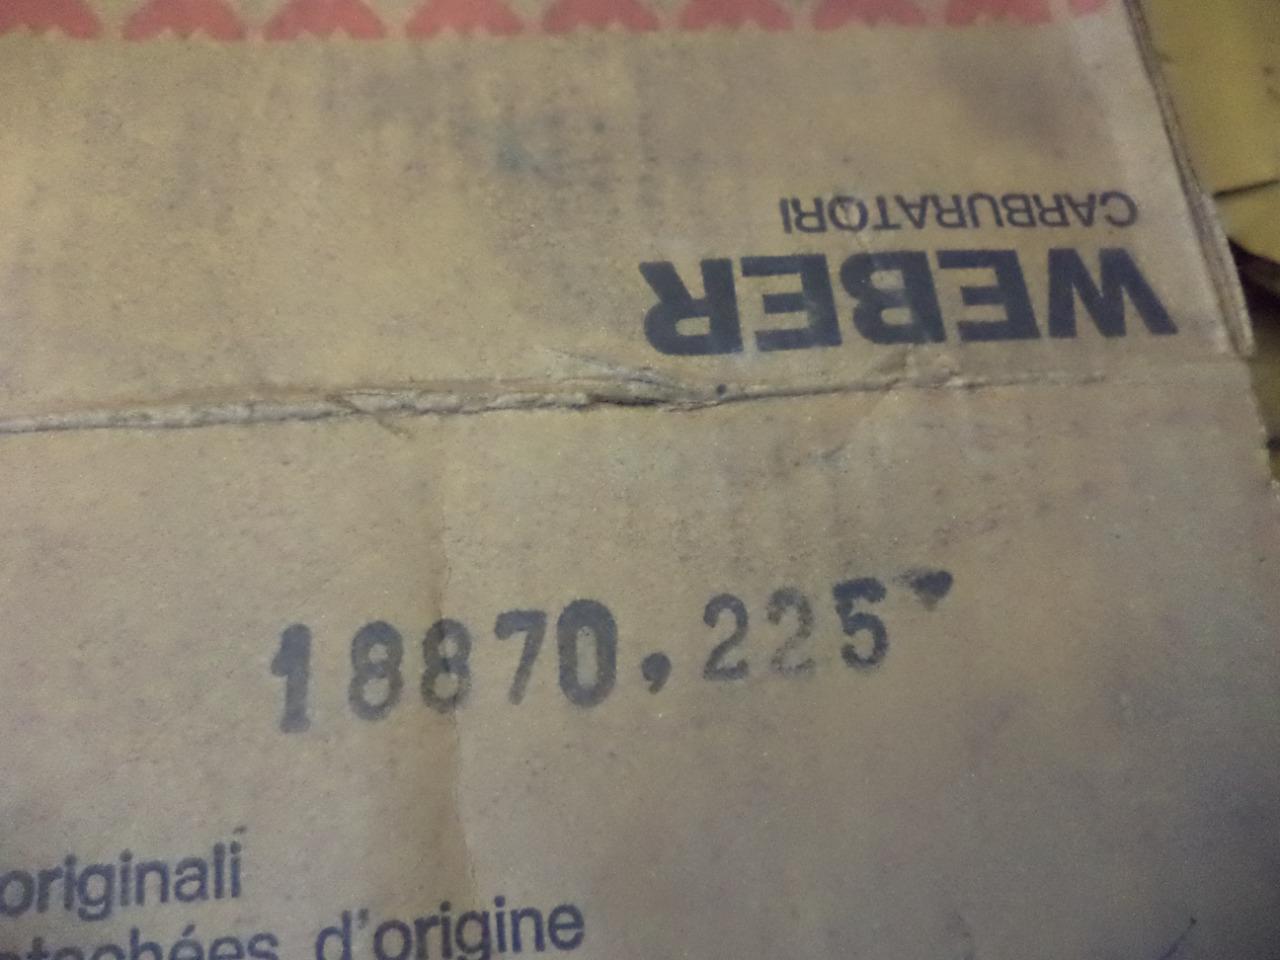 WEBER
CARBURATORI
18870,225
originali
d'origine